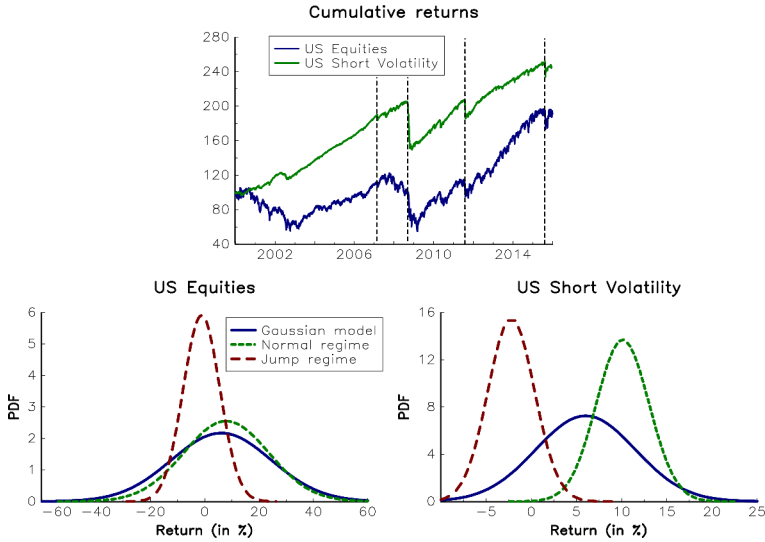 Cumulative returns
280
240
200
160
120
80
40
US Equities
US Short Volatility
2002 2006 2010 2014
US Equities
PDF
6
5
4
3
2
1
0
Gaussian model
Normal regime
Jump regime
-60 -40 -20 0 20 40 60
Return (in %)
US Short Volatility
PDF
16
12
8
4
0
-5 0 5 10 15 20 25
Return (in %)